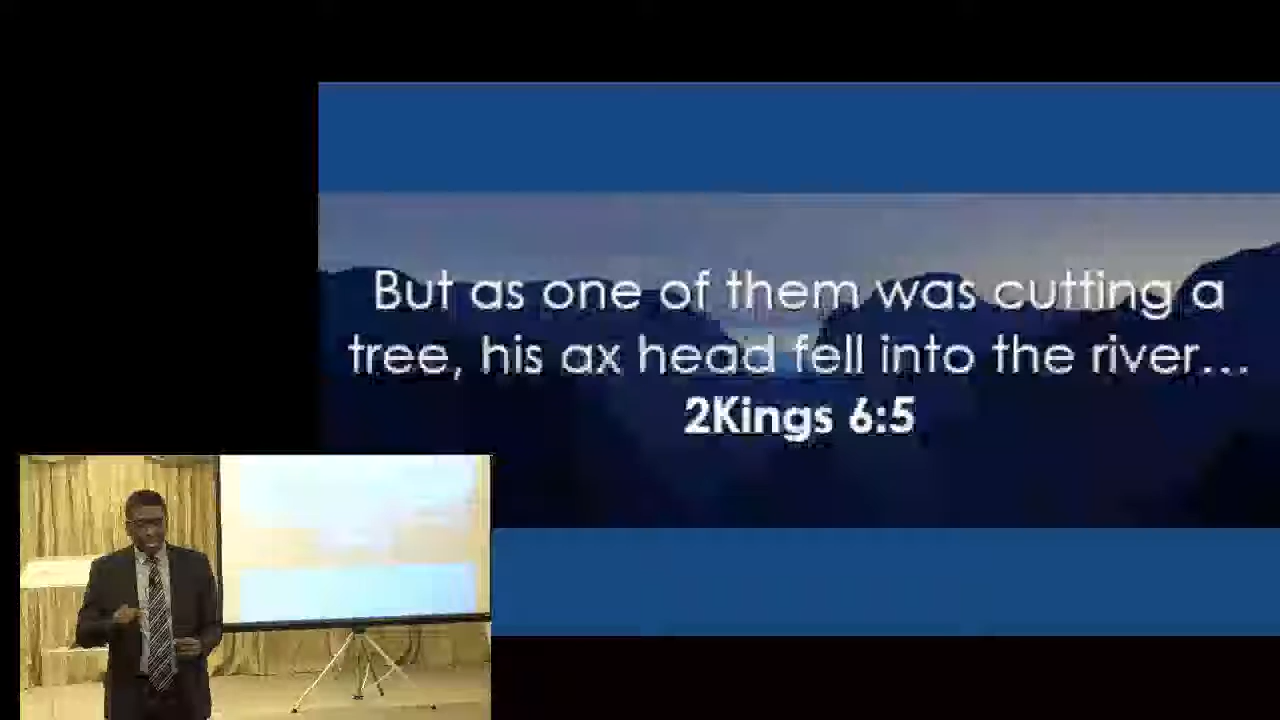 But as one of them was cutting a
tree, his ax head fell into the river…
2Kings 6:5